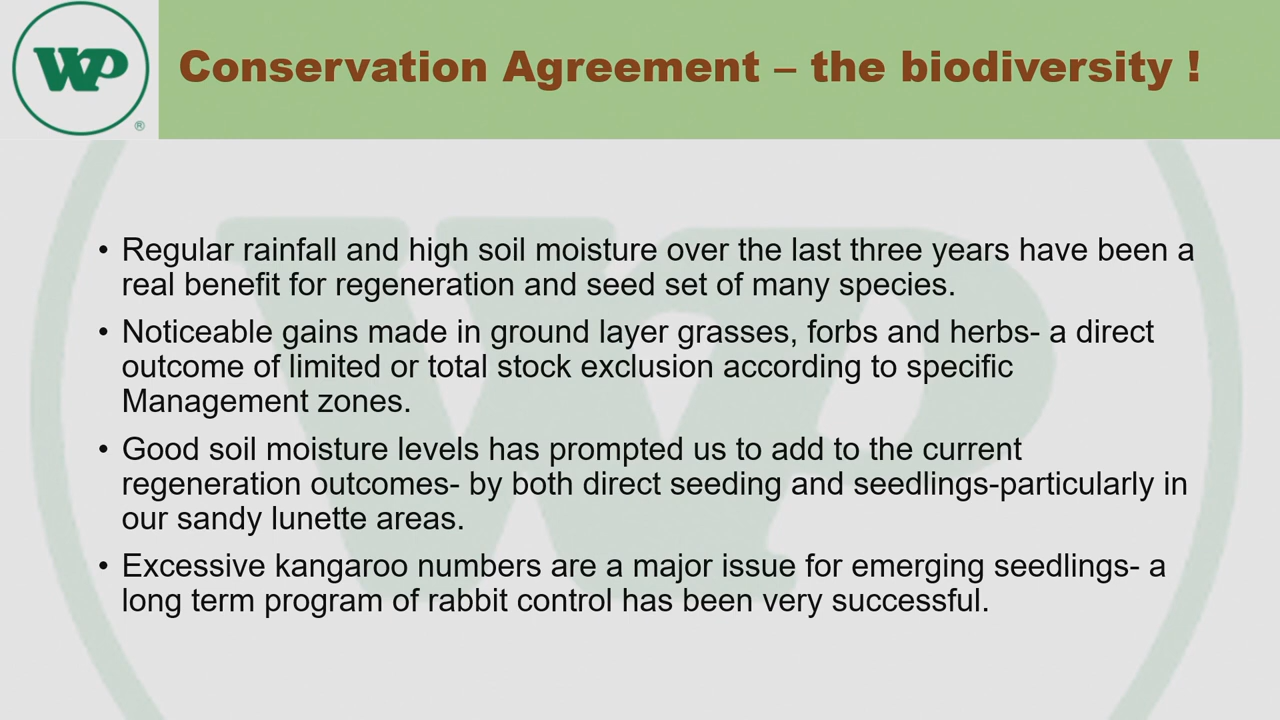 WP
®
Conservation Agreement – the biodiversity !
• Regular rainfall and high soil moisture over the last three years have been a
real benefit for regeneration and seed set of many species.
• Noticeable gains made in ground layer grasses, forbs and herbs- a direct
outcome of limited or total stock exclusion according to specific
Management zones.
• Good soil moisture levels has prompted us to add to the current
regeneration outcomes- by both direct seeding and seedlings-particularly in
our sandy lunette areas.
• Excessive kangaroo numbers are a major issue for emerging seedlings- a
long term program of rabbit control has been very successful.